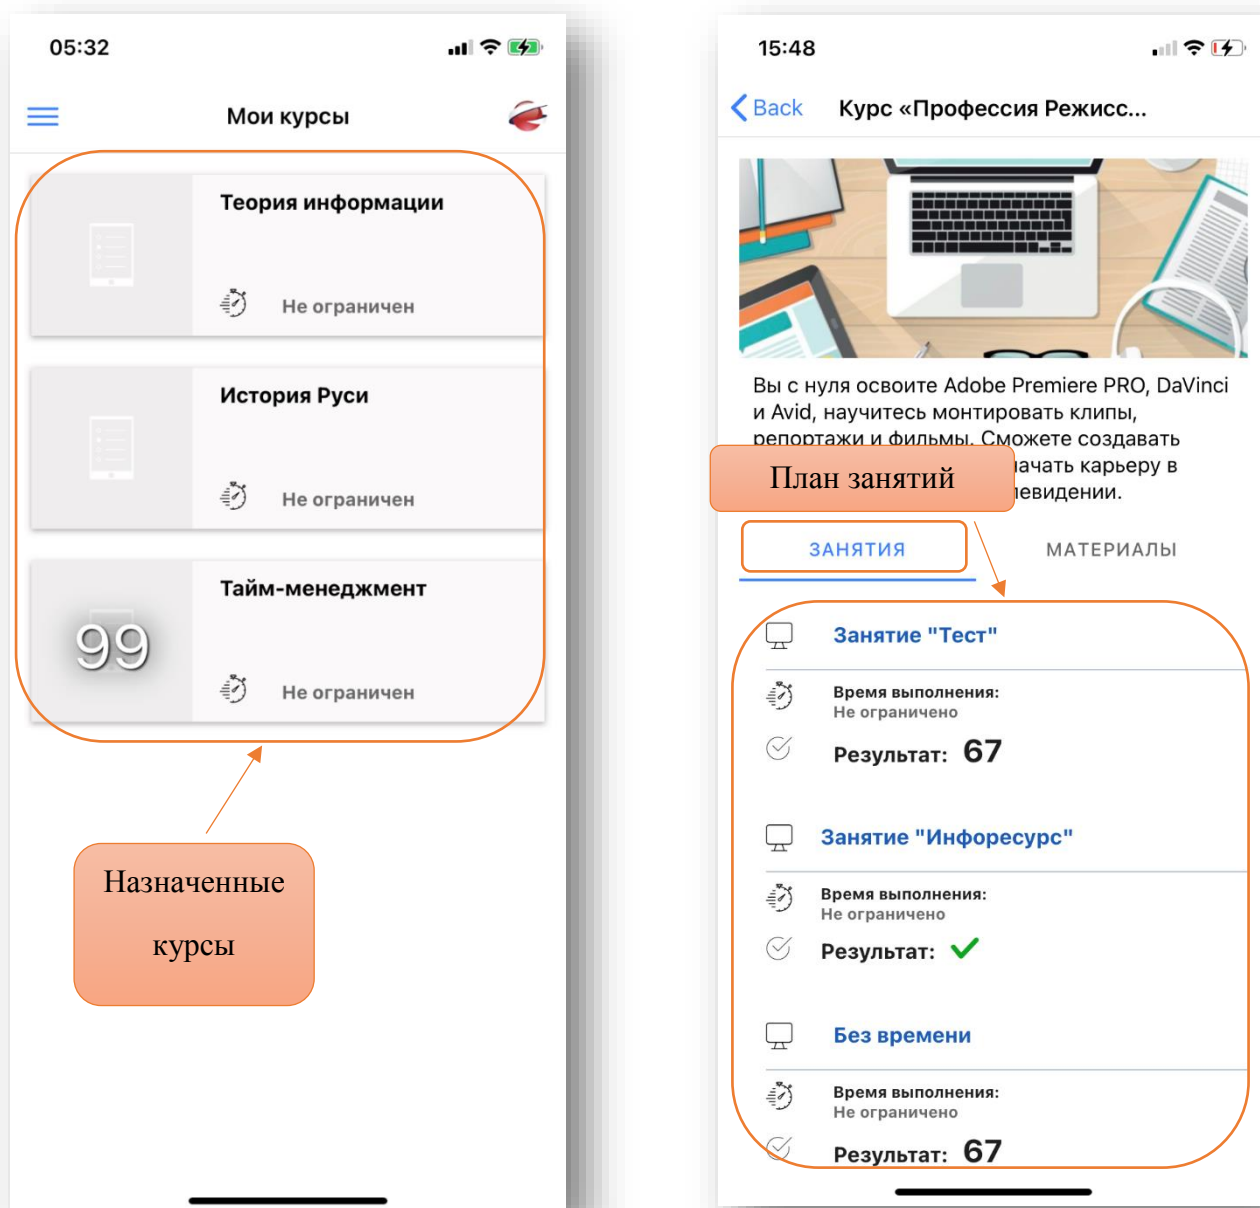 05:32
Мои курсы
Теория информации
Не ограничен
История Руси
Не ограничен
99
Тайм-менеджмент
Не ограничен
Назначенные
курсы
15:48
Back
Курс «Профессия Режисс...
Вы с нуля освоите Adobe Premiere PRO, DaVinci
и Avid, научитесь монтировать клипы,
репортажи и фильмы. Сможете создавать
План занятий
карьеру в
ЗАНЯТИЯ
МАТЕРИАЛЫ
Занятие "Тест"
Время выполнения:
Не ограничено
Результат: 67
Занятие "Инфоресурс"
Время выполнения:
Не ограничено
Результат:
Без времени
Время выполнения:
Не ограничено
Результат: 67